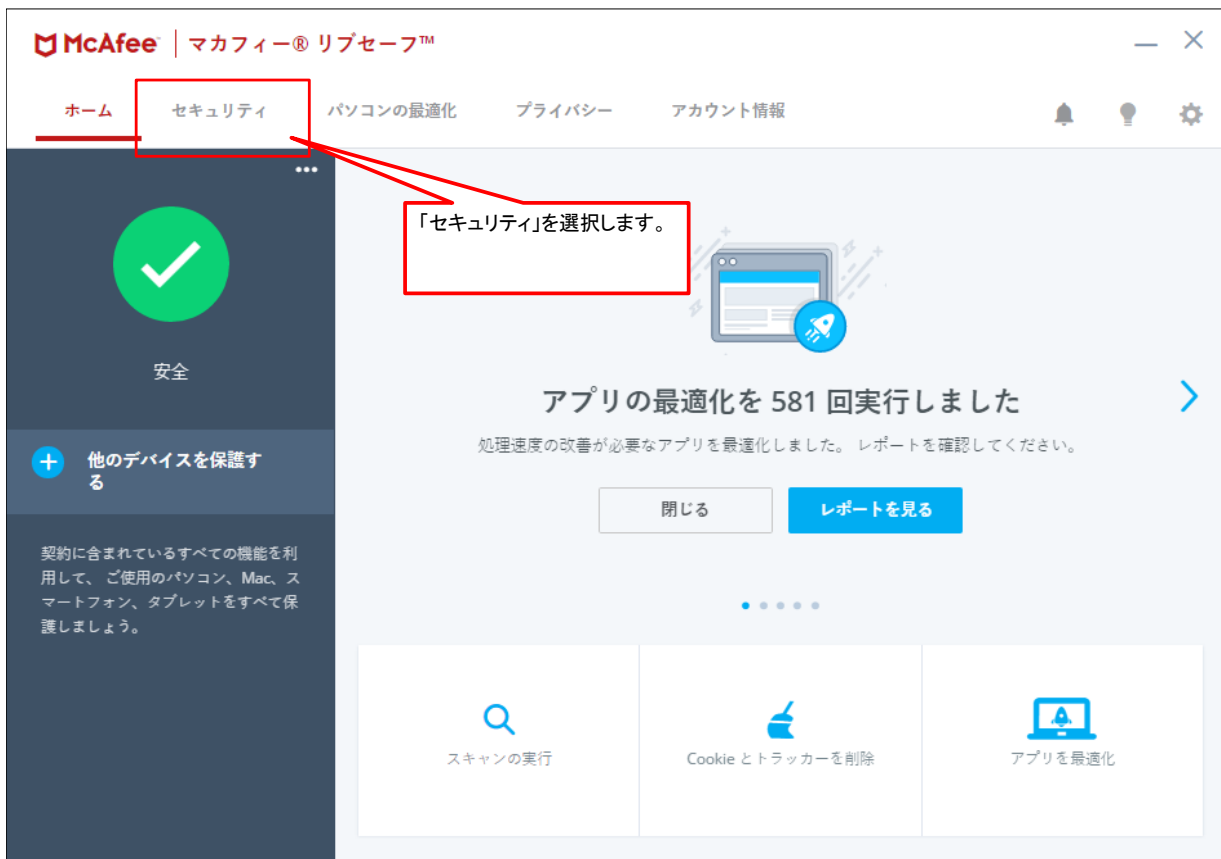 McAfee™ | マカフィー® リブセーフ™
ホーム セキュリティ パソコンの最適化 プライバシー アカウント情報
「セキュリティ」を選択します。
安全
アプリの最適化を 581 回実行しました
処理速度の改善が必要なアプリを最適化しました。 レポートを確認してください。
他のデバイスを保護す
る
閉じる レポートを見る
契約に含まれているすべての機能を利
用して、 ご使用のパソコン、Mac、ス
マートフォン、タブレットをすべて保
護しましょう。
スキャンの実行 Cookie とトラッカーを削除 アプリを最適化